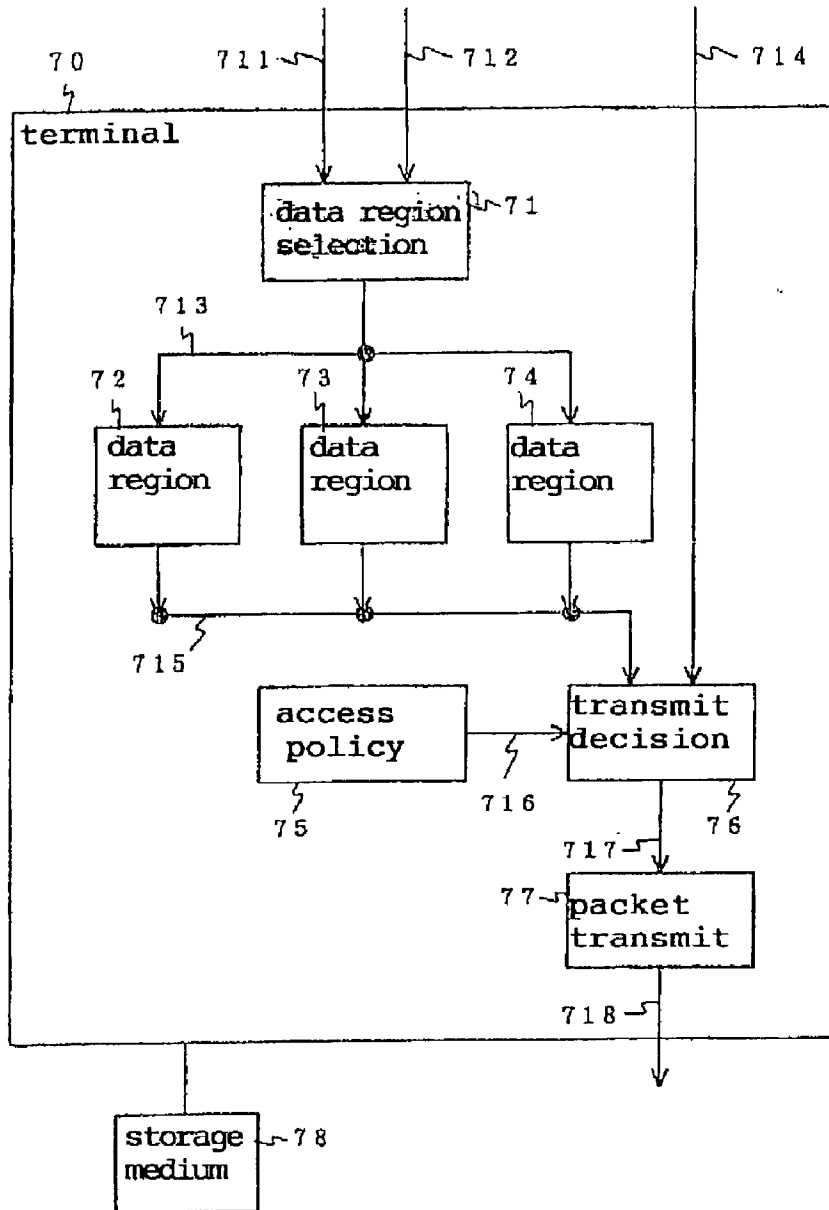 711
712
714
70
terminal
data region
selection
71
713
72
73
74
data
region
data
region
data
region
715
access
policy
75
716
transmit
decision
76
717
77
packet
transmit
718
storage
medium
78